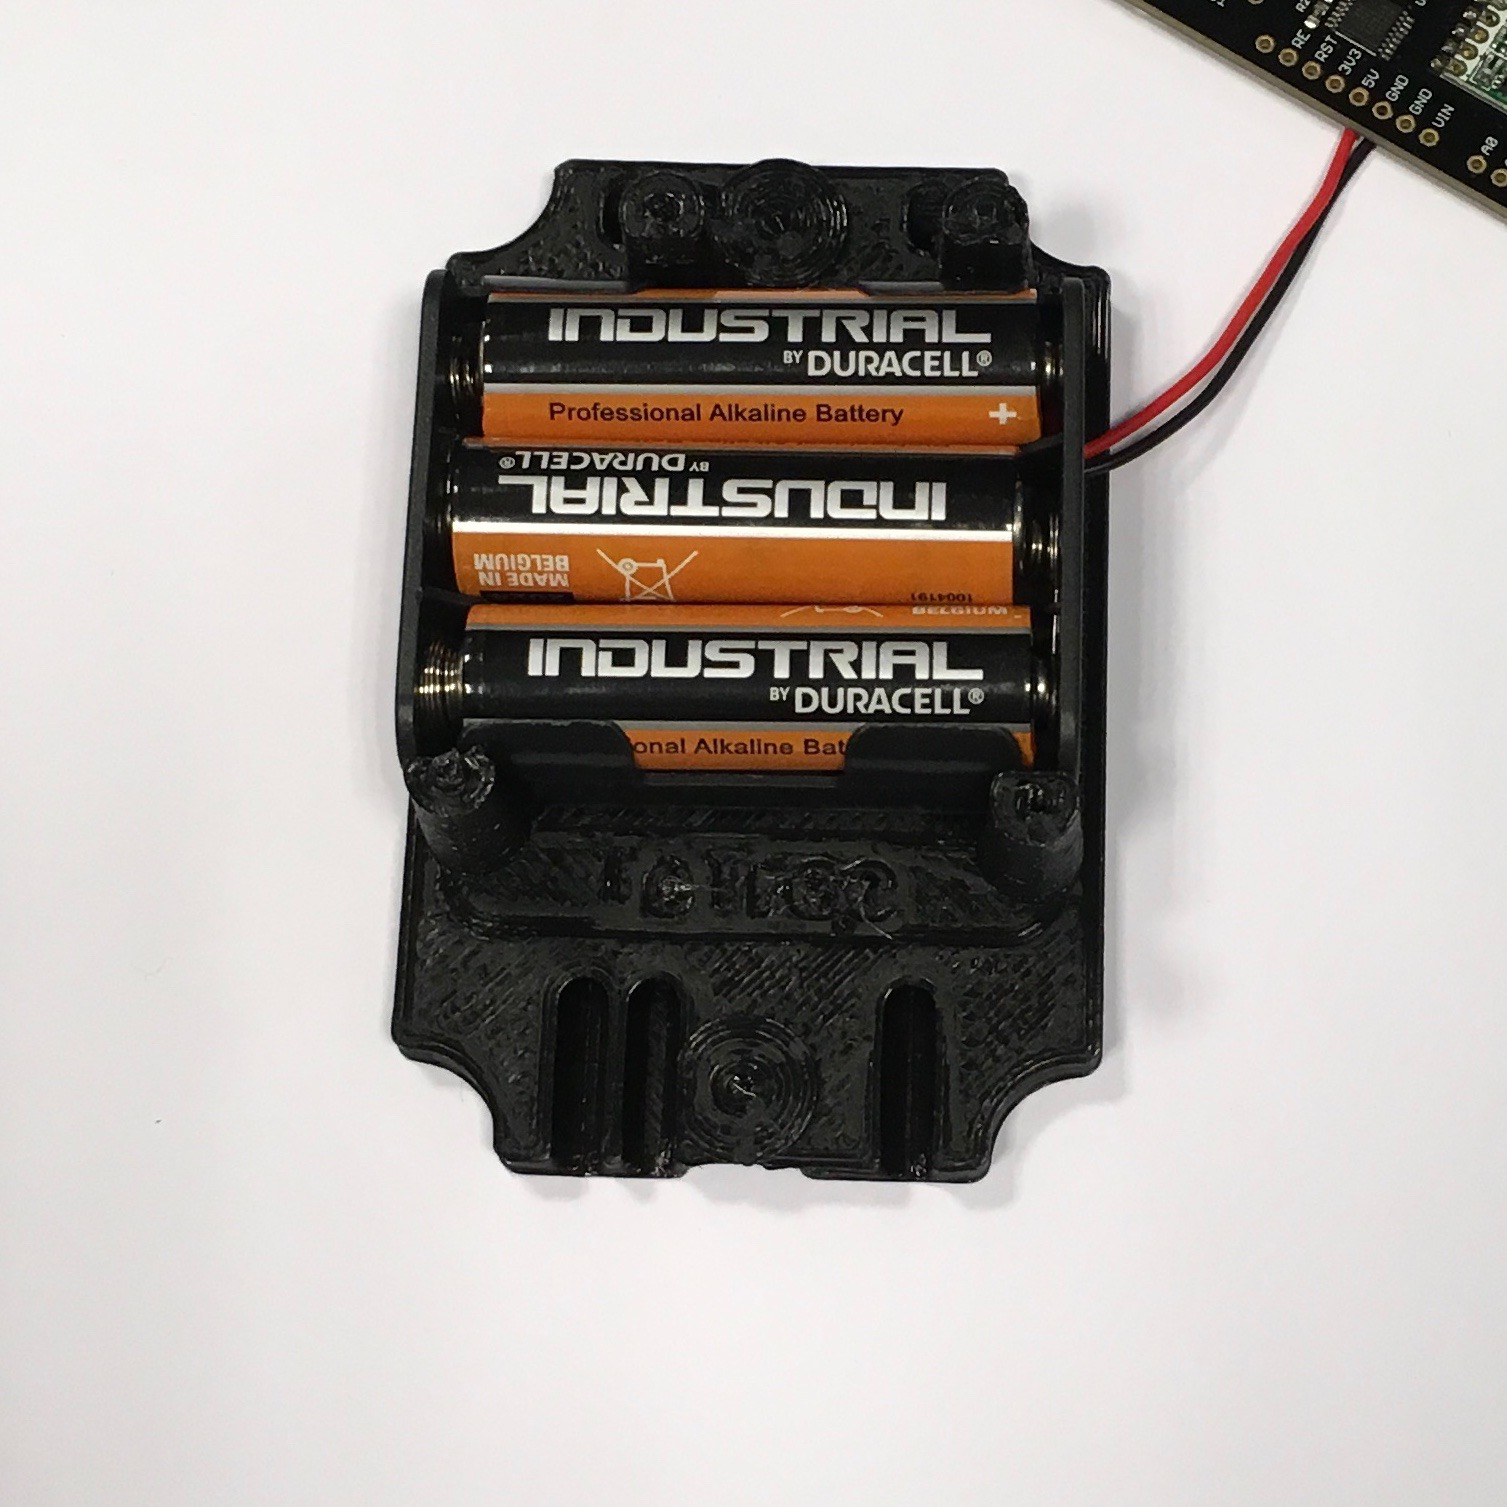 RE
RST
3V3
5V
GND
GND
VIN
A0
INDUSTRIAL
BY DURACELL®
Professional Alkaline Battery +
INDUSTRIAL
BY DURACELL®
MADE IN
BELGIUM
1004191
INDUSTRIAL
BY DURACELL®
onal Alkaline Bat